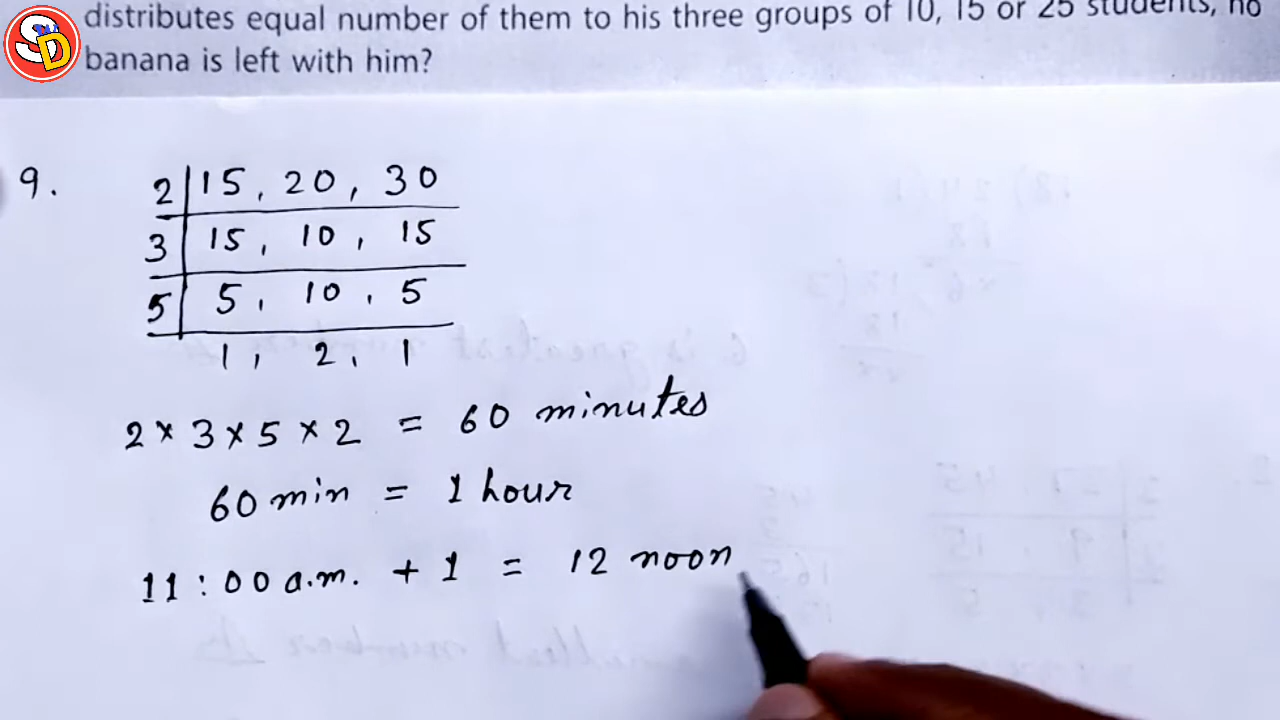 SD
distributes equal number of them to his three groups of 10, 15 or 25 students, no
banana is left with him?
9.
2 | 15, 20, 30
3 | 15, 10, 15
5 | 5, 10, 5
1, 2, 1
2 × 3 × 5 × 2 = 60 minutes
60 min = 1 hour
11:00 a.m. + 1 = 12 noon